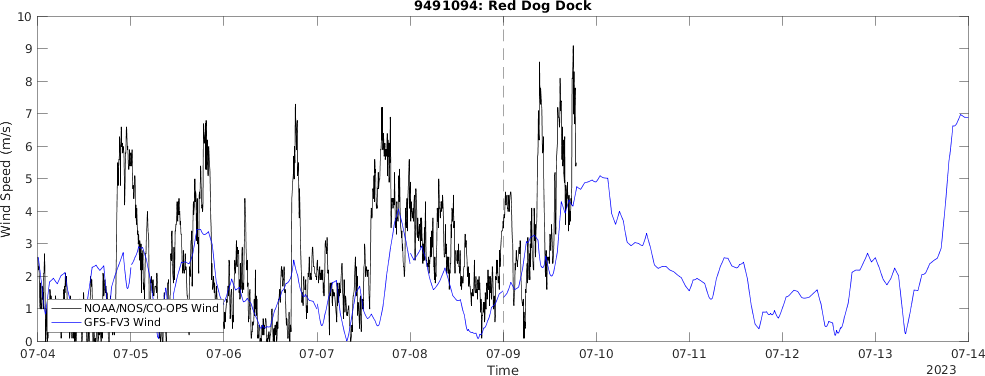 9491094: Red Dog Dock
Wind Speed (m/s)
10
9
8
7
6
5
4
3
2
1
0
NOAA/NOS/CO-OPS Wind
GFS-FV3 Wind
07-04 07-05 07-06 07-07 07-08 07-09 07-10 07-11 07-12 07-13 07-14
Time
2023